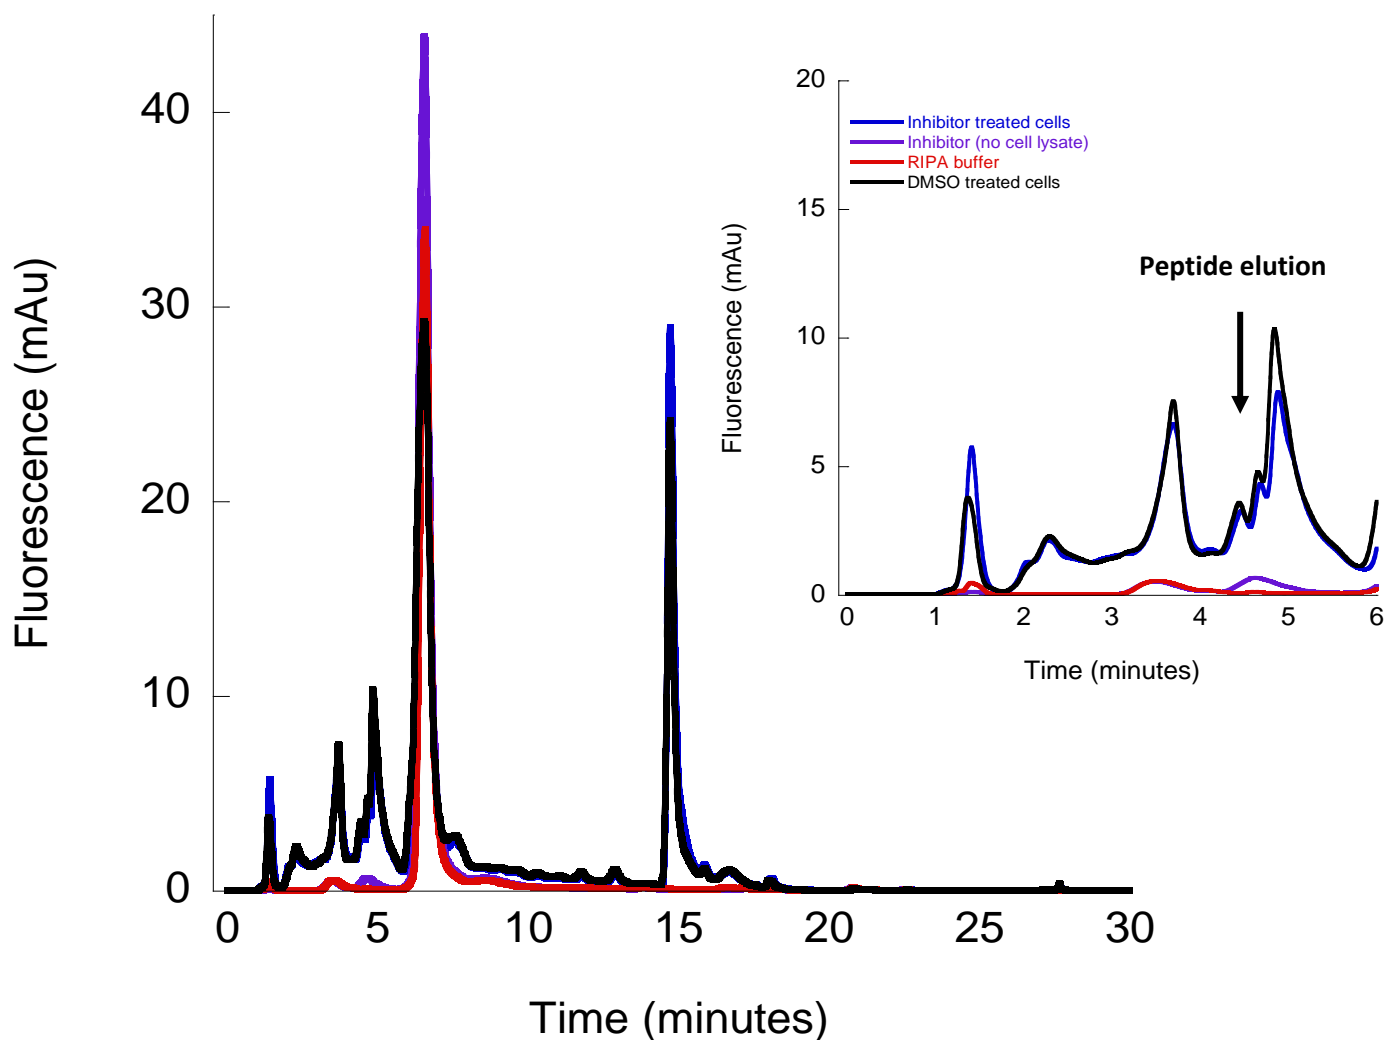 40
30
20
10
0
Fluorescence (mAu)
0 5 10 15 20 25 30
Time (minutes)
20
15
10
5
0
Fluorescence (mAu)
Inhibitor treated cells
Inhibitor (no cell lysate)
RIPA buffer
DMSO treated cells
Peptide elution
0 1 2 3 4 5 6
Time (minutes)